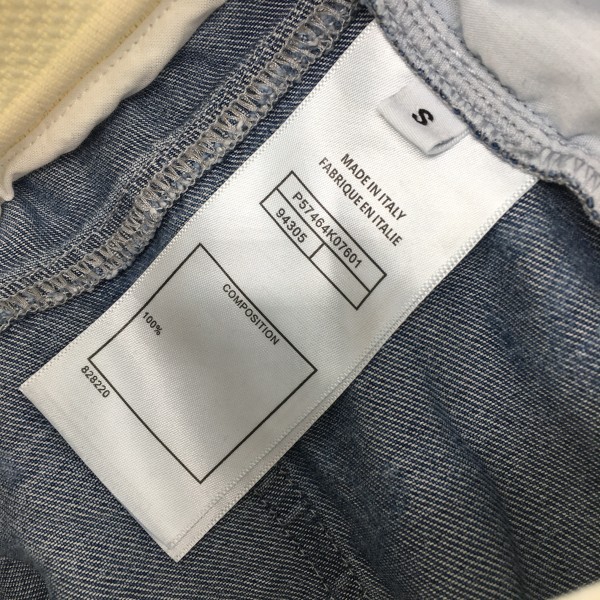 S
MADE IN ITALY
FABRIQUE EN ITALIE
P57464K07601
94305
COMPOSITION
100%
828220